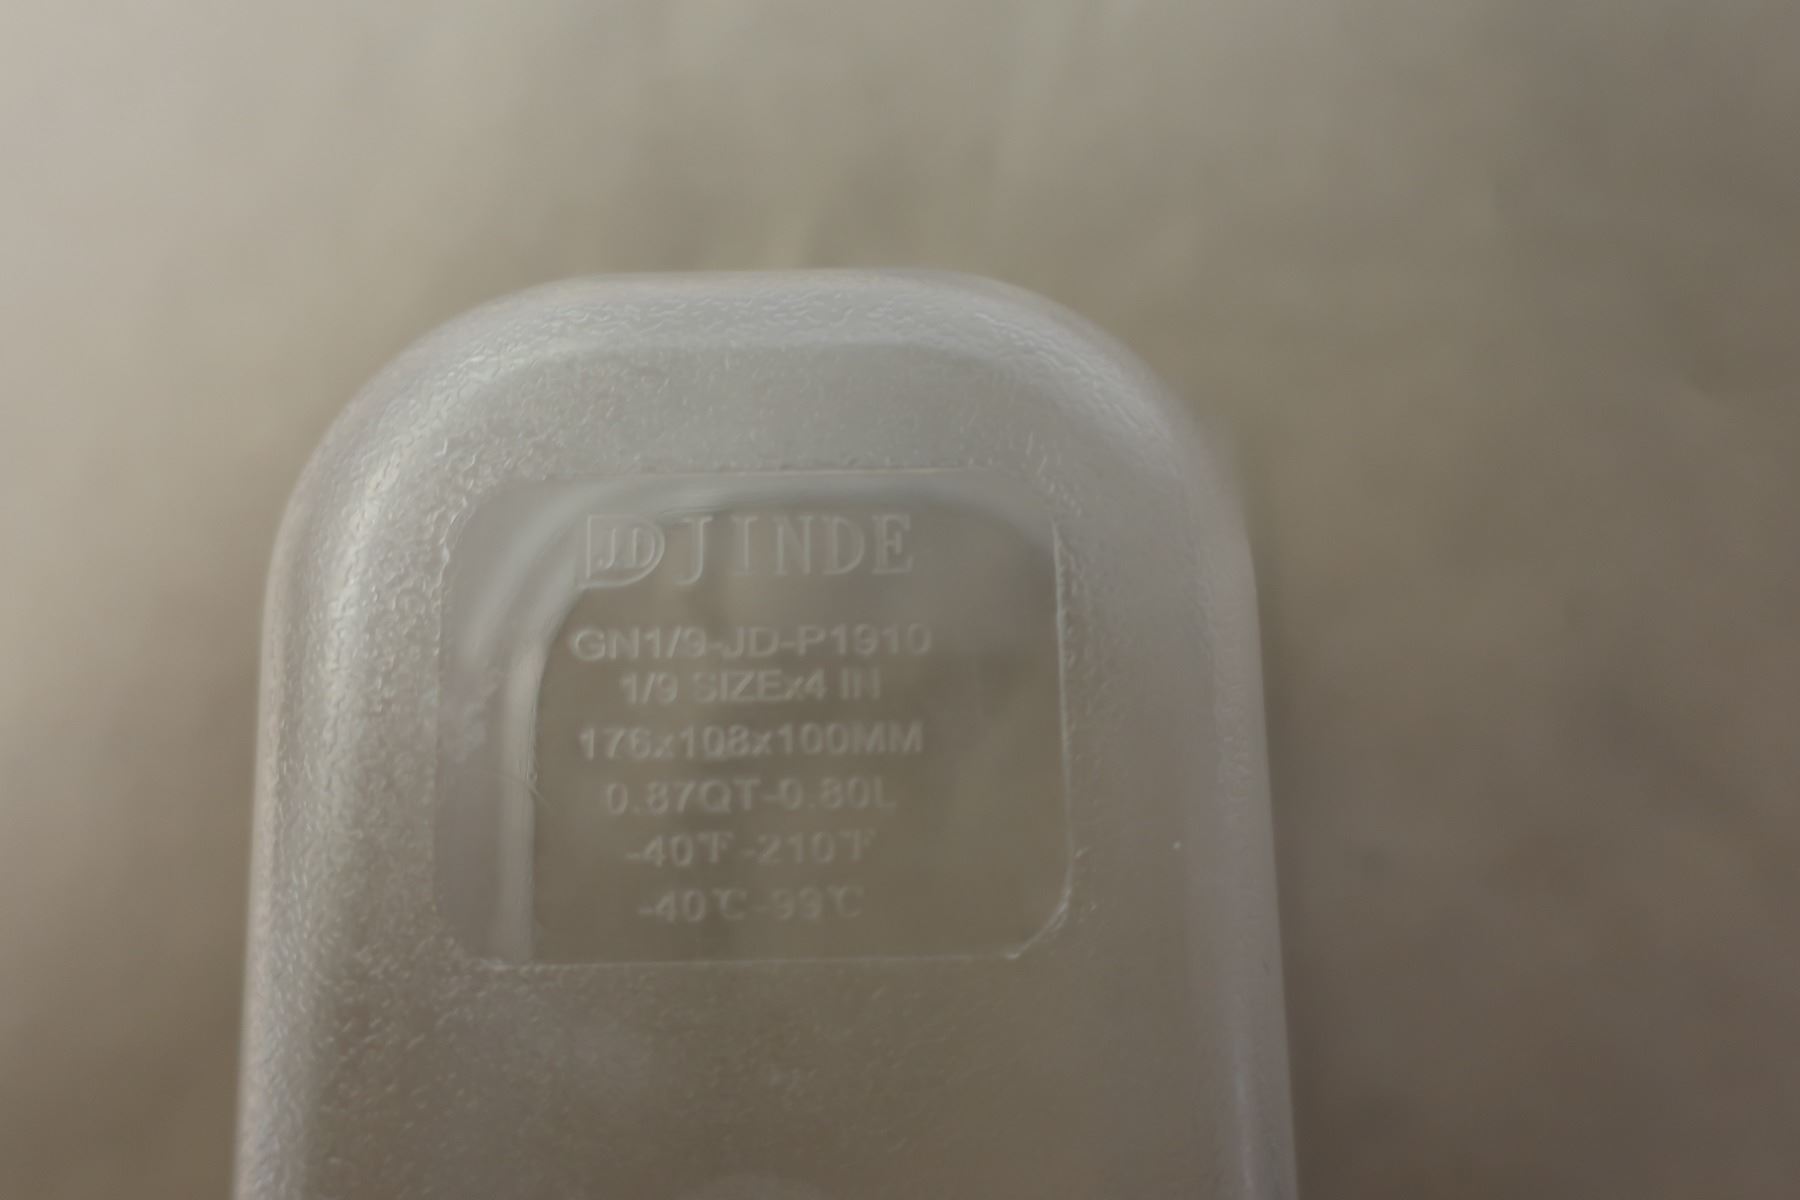 JD JINDE
GN1/9-JD-P1910
1/9 SIZEx4 IN
176x108x100MM
0.87QT-0.80L
-40℉-210℉
-40℃-99℃